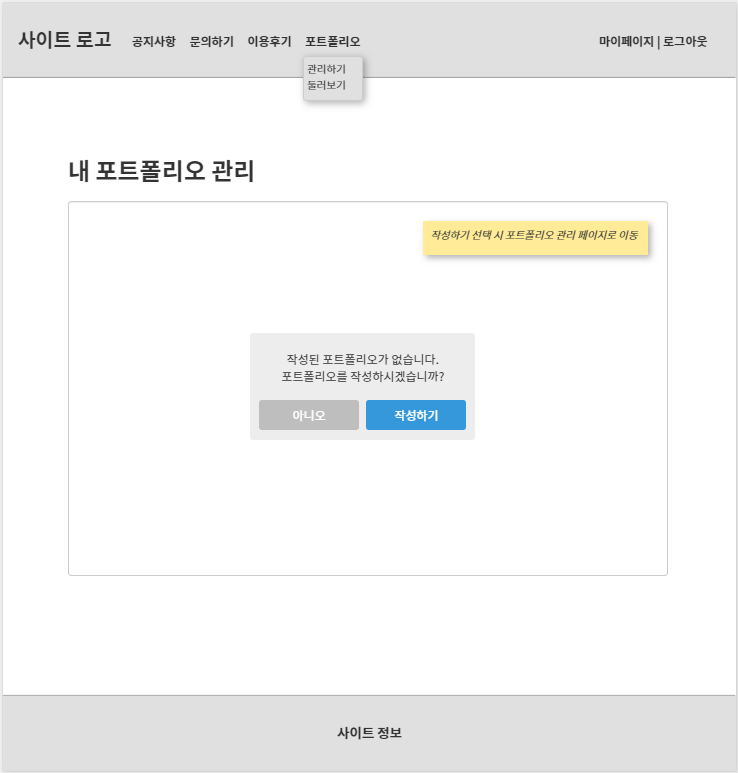 사이트 로고 공지사항 문의하기 이용후기 포트폴리오 마이페이지 | 로그아웃
관리하기
둘러보기
내 포트폴리오 관리
작성하기 선택 시 포트폴리오 관리 페이지로 이동
작성된 포트폴리오가 없습니다.
포트폴리오를 작성하시겠습니까?
아니오 작성하기
사이트 정보